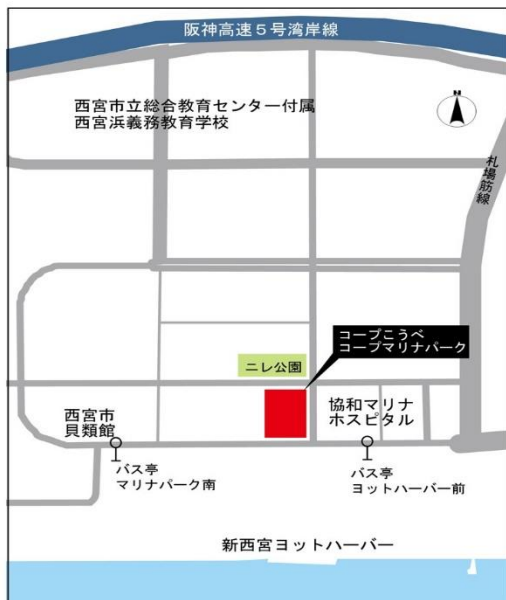 阪神高速5号湾岸線
西宮市立総合教育センター付属
西宮浜義務教育学校
札場筋線
コープこうべ
コープマリナパーク
ニレ公園
西宮市
貝類館
協和マリナ
ホスピタル
バス亭
マリナパーク南
バス亭
ヨットハーバー前
新西宮ヨットハーバー